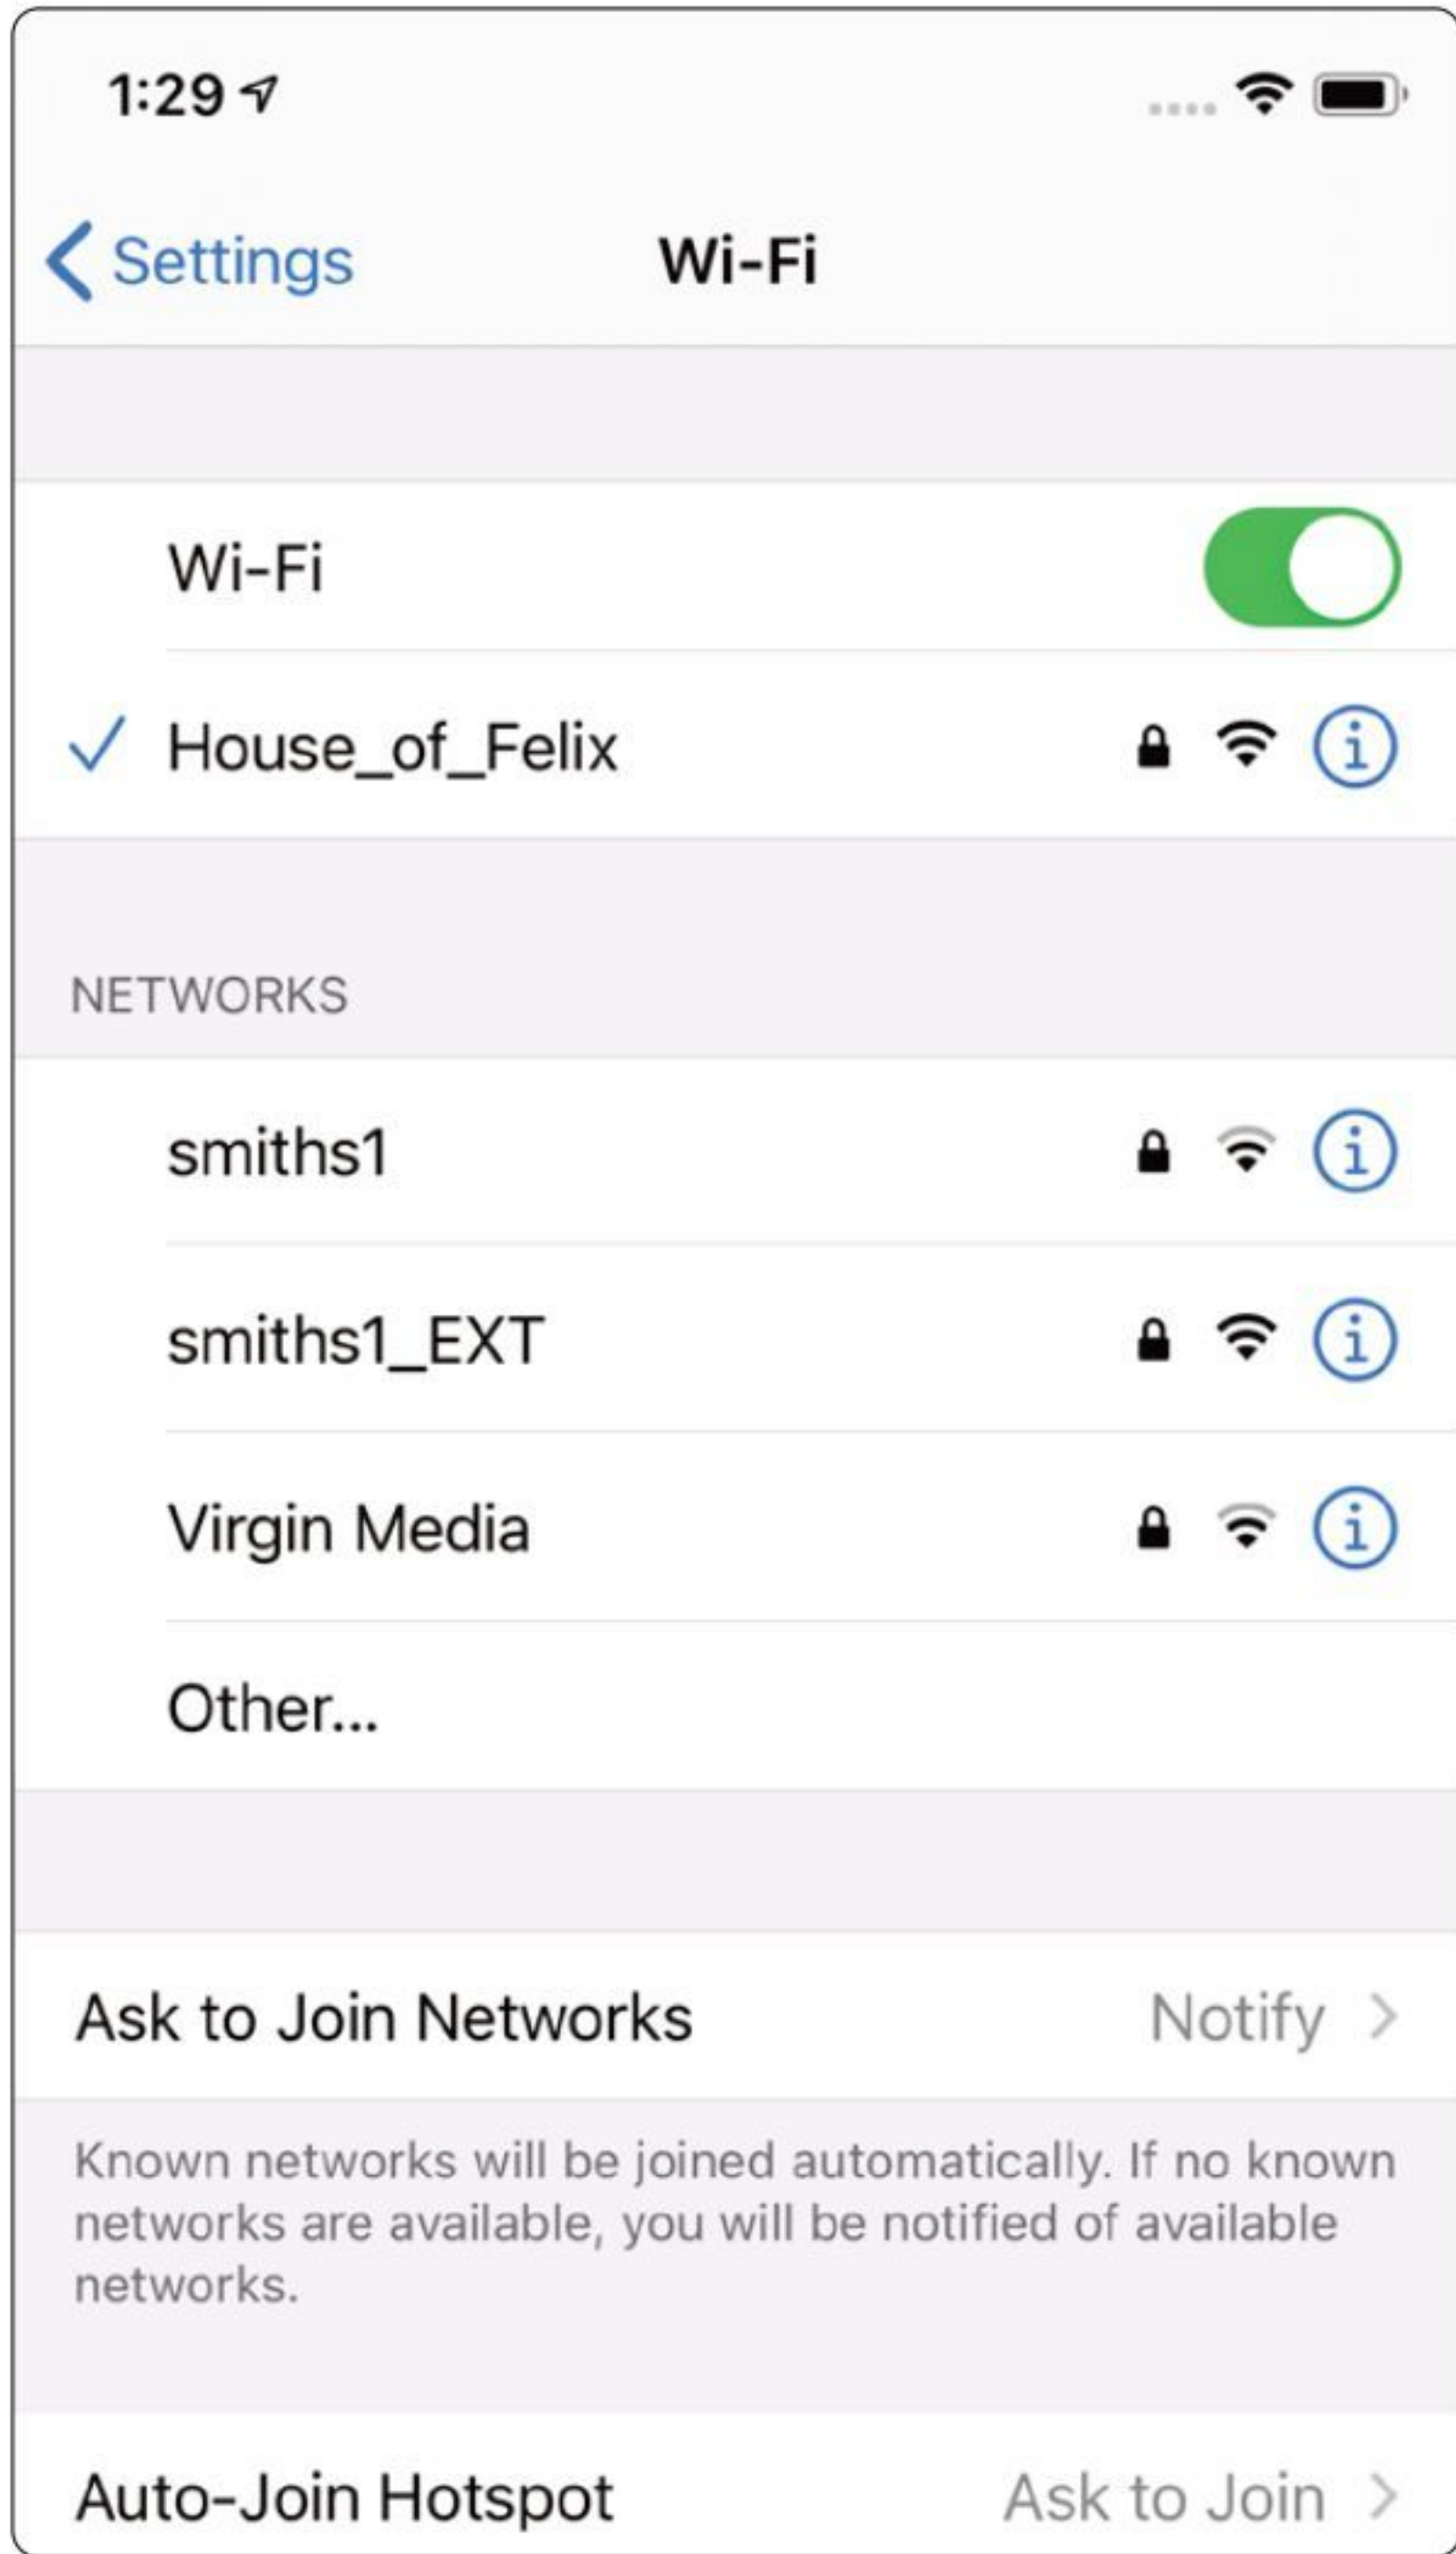 1:29
Settings
Wi-Fi
Wi-Fi
House_of_Felix
NETWORKS
smiths1
smiths1_EXT
Virgin Media
Other...
Ask to Join Networks Notify
Known networks will be joined automatically. If no known
networks are available, you will be notified of available
networks.
Auto-Join Hotspot Ask to Join